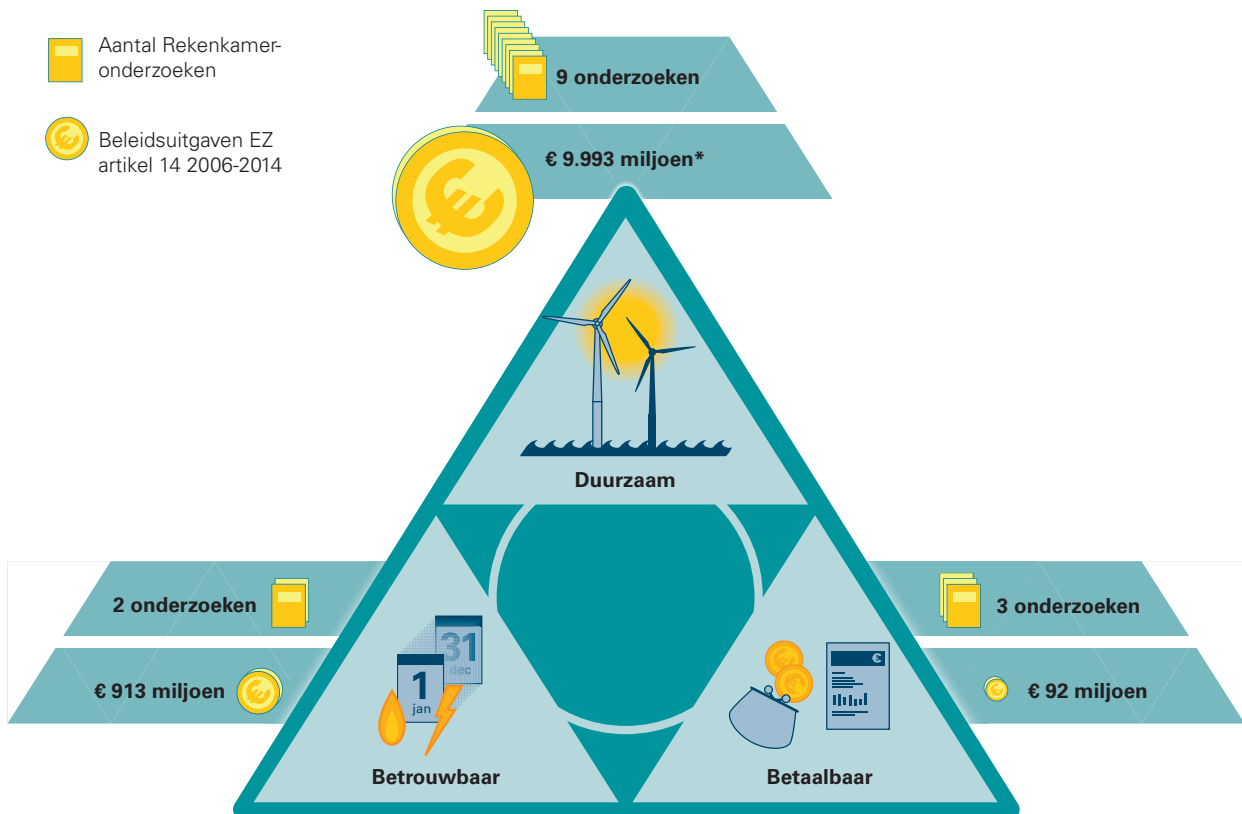 Aantal Rekenkamer-
onderzoeken
Beleidsuitgaven EZ
artikel 14 2006-2014
9 onderzoeken
€ 9.993 miljoen*
Duurzaam
2 onderzoeken
€ 913 miljoen
31
dec
1
jan
Betrouwbaar
3 onderzoeken
€ 92 miljoen
€
Betaalbaar